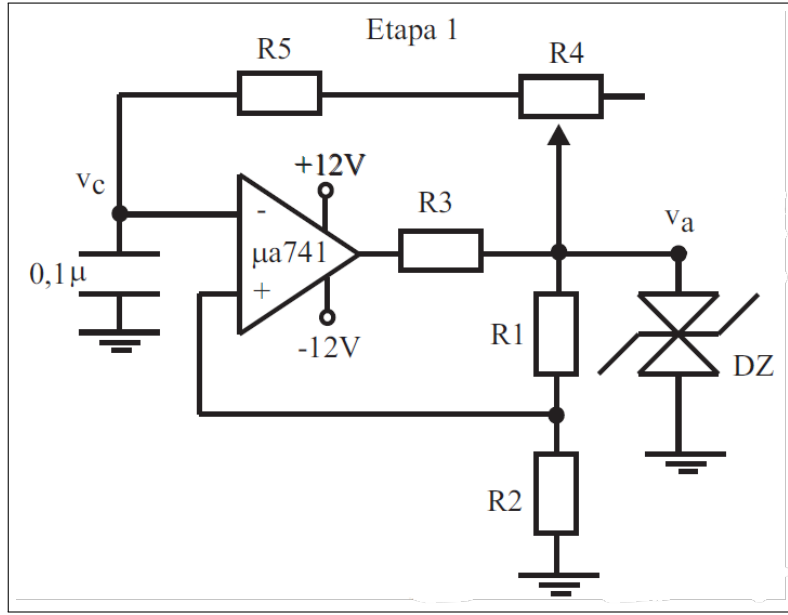 Etapa 1
R5
R4
+12V
vc
R3
va
-
μa741
0,1μ
+
R1
-12V
DZ
R2